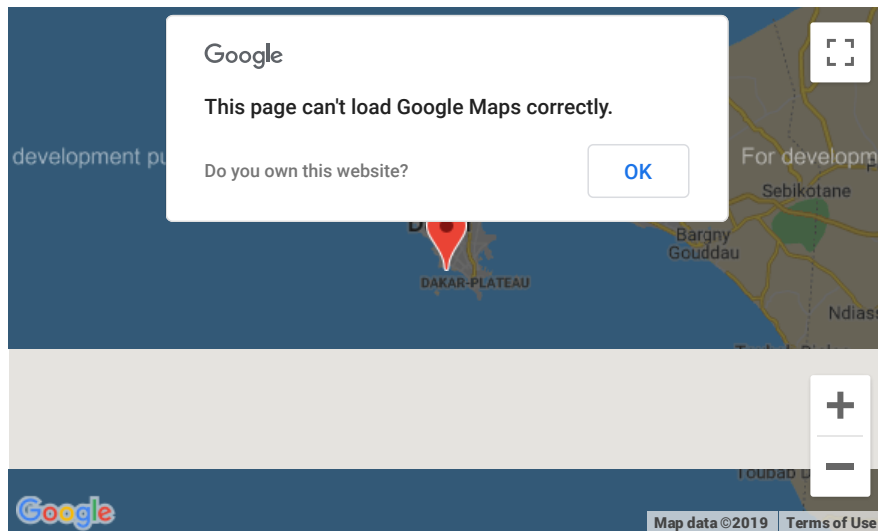 Google
This page can't load Google Maps correctly.
Do you own this website?
OK
development pu
For developm
Sebikotane
Bargny
Gouddau
DAKAR-PLATEAU
Ndiass
Toubab D
Google
Map data ©2019
Terms of Use